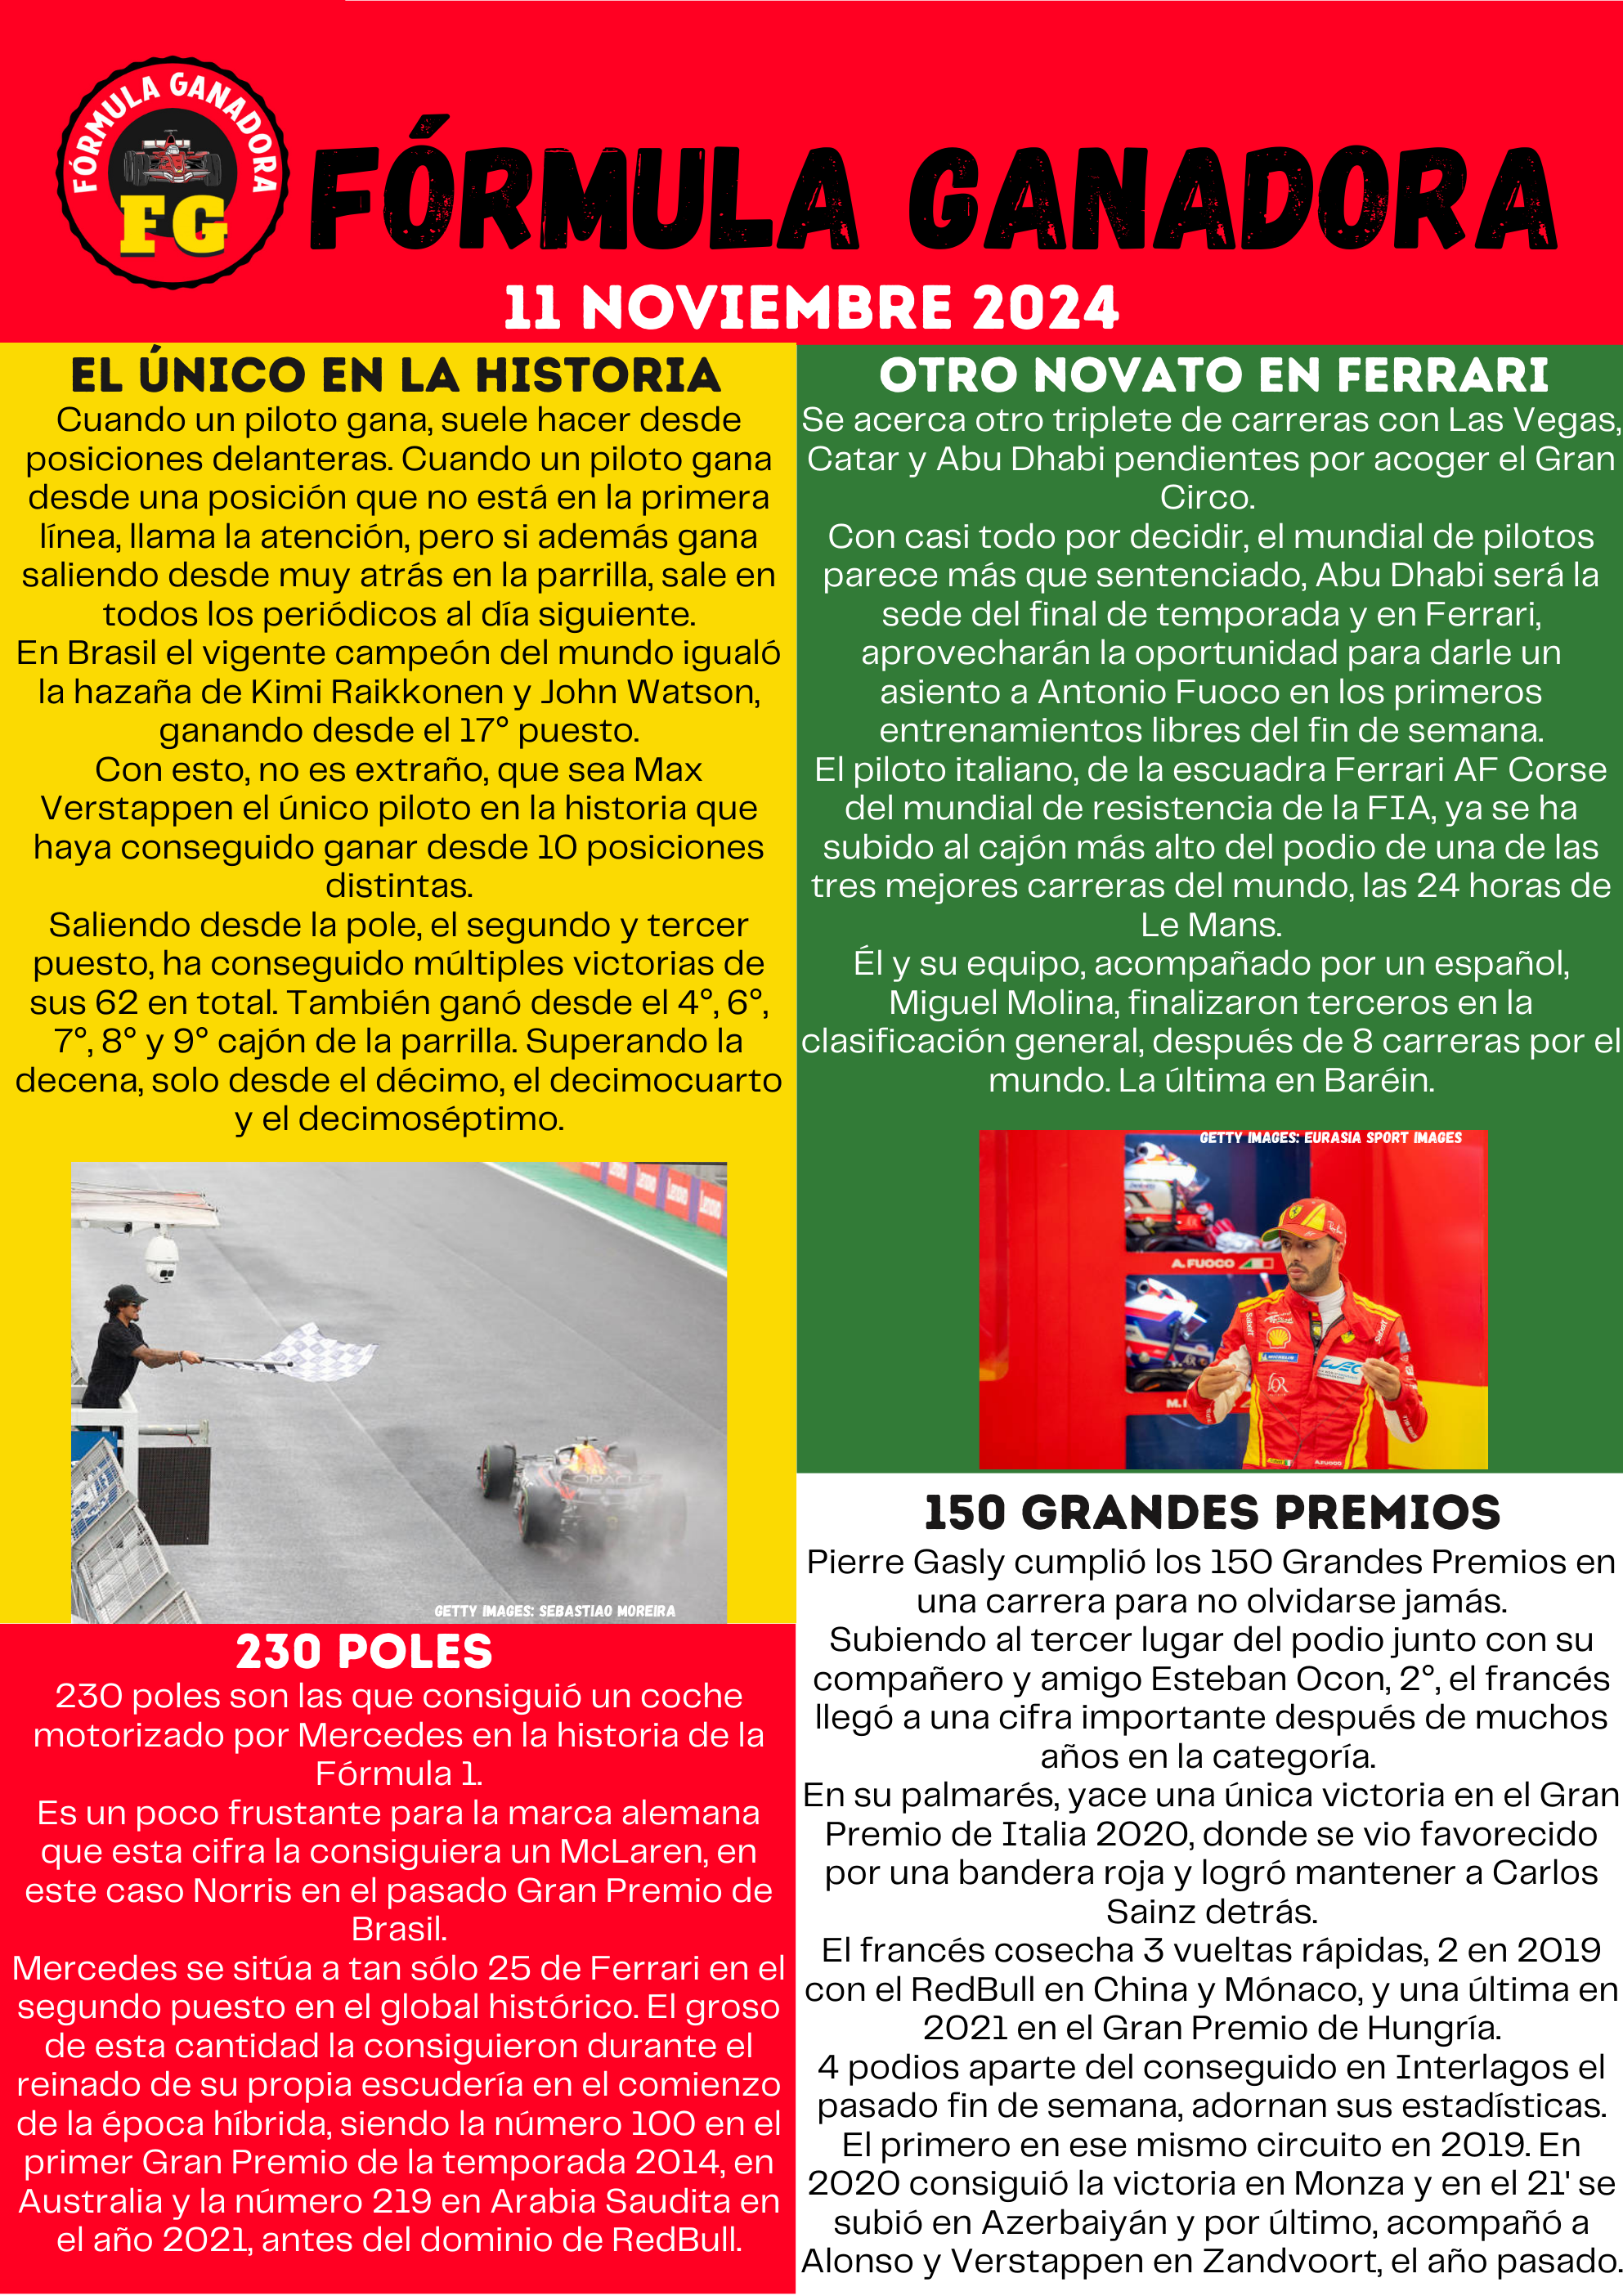 FÓRMULA GANADORA
FG
FÓRMULA GANADORA
11 NOVIEMBRE 2024
EL ÚNICO EN LA HISTORIA
Cuando un piloto gana, suele hacer desde
posiciones delanteras. Cuando un piloto gana
desde una posición que no está en la primera
línea, llama la atención, pero si además gana
saliendo desde muy atrás en la parrilla, sale en
todos los periódicos al día siguiente.
En Brasil el vigente campeón del mundo igualó
la hazaña de Kimi Raikkonen y John Watson,
ganando desde el 17° puesto.
Con esto, no es extraño, que sea Max
Verstappen el único piloto en la historia que
haya conseguido ganar desde 10 posiciones
distintas.
Saliendo desde la pole, el segundo y tercer
puesto, ha conseguido múltiples victorias de
sus 62 en total. También ganó desde el 4°, 6°,
7°, 8° y 9° cajón de la parrilla. Superando la
decena, solo desde el décimo, el decimocuarto
y el decimoséptimo.
Lenovo
Lenovo
Lenovo
ORACLE
GETTY IMAGES: SEBASTIAO MOREIRA
230 POLES
230 poles son las que consiguió un coche
motorizado por Mercedes en la historia de la
Fórmula 1.
Es un poco frustante para la marca alemana
que esta cifra la consiguiera un McLaren, en
este caso Norris en el pasado Gran Premio de
Brasil.
Mercedes se sitúa a tan sólo 25 de Ferrari en el
segundo puesto en el global histórico. El groso
de esta cantidad la consiguieron durante el
reinado de su propia escudería en el comienzo
de la época híbrida, siendo la número 100 en el
primer Gran Premio de la temporada 2014, en
Australia y la número 219 en Arabia Saudita en
el año 2021, antes del dominio de RedBull.
OTRO NOVATO EN FERRARI
Se acerca otro triplete de carreras con Las Vegas,
Catar y Abu Dhabi pendientes por acoger el Gran
Circo.
Con casi todo por decidir, el mundial de pilotos
parece más que sentenciado, Abu Dhabi será la
sede del final de temporada y en Ferrari,
aprovecharán la oportunidad para darle un
asiento a Antonio Fuoco en los primeros
entrenamientos libres del fin de semana.
El piloto italiano, de la escuadra Ferrari AF Corse
del mundial de resistencia de la FIA, ya se ha
subido al cajón más alto del podio de una de las
tres mejores carreras del mundo, las 24 horas de
Le Mans.
Él y su equipo, acompañado por un español,
Miguel Molina, finalizaron terceros en la
clasificación general, después de 8 carreras por el
mundo. La última en Baréin.
GETTY IMAGES: EURASIA SPORT IMAGES
A.FUOCO
Sabelt
MICHELIN
WEC
A.FUOCO
150 GRANDES PREMIOS
Pierre Gasly cumplió los 150 Grandes Premios en
una carrera para no olvidarse jamás.
Subiendo al tercer lugar del podio junto con su
compañero y amigo Esteban Ocon, 2°, el francés
llegó a una cifra importante después de muchos
años en la categoría.
En su palmarés, yace una única victoria en el Gran
Premio de Italia 2020, donde se vio favorecido
por una bandera roja y logró mantener a Carlos
Sainz detrás.
El francés cosecha 3 vueltas rápidas, 2 en 2019
con el RedBull en China y Mónaco, y una última en
2021 en el Gran Premio de Hungría.
4 podios aparte del conseguido en Interlagos el
pasado fin de semana, adornan sus estadísticas.
El primero en ese mismo circuito en 2019. En
2020 consiguió la victoria en Monza y en el 21' se
subió en Azerbaiyán y por último, acompañó a
Alonso y Verstappen en Zandvoort, el año pasado.